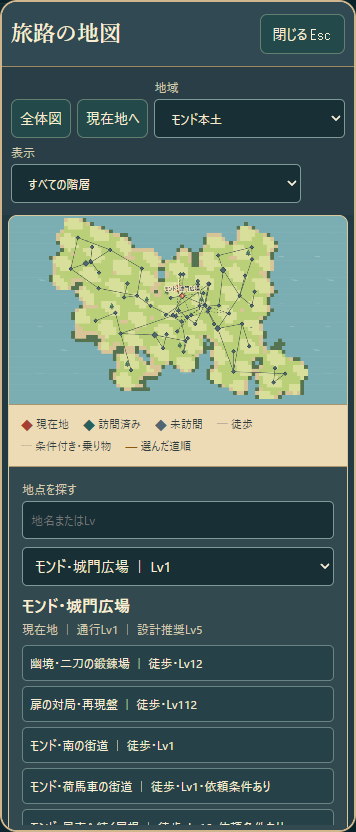 旅路の地図
閉じる Esc
地域
全体図
現在地へ
モンド本土
表示
すべての階層
現在地
訪問済み
未訪問
徒歩
条件付き・乗り物
選んだ道順
地点を探す
地名またはLv
モンド・城門広場 | Lv1
モンド・城門広場
現在地 | 通行Lv1 | 設計推奨Lv5
幽境・二刀の鍛錬場 | 徒歩・Lv12
扉の対局・再現盤 | 徒歩・Lv112
モンド・南の街道 | 徒歩・Lv1
モンド・荷馬車の街道 | 徒歩・Lv1・依頼条件あり